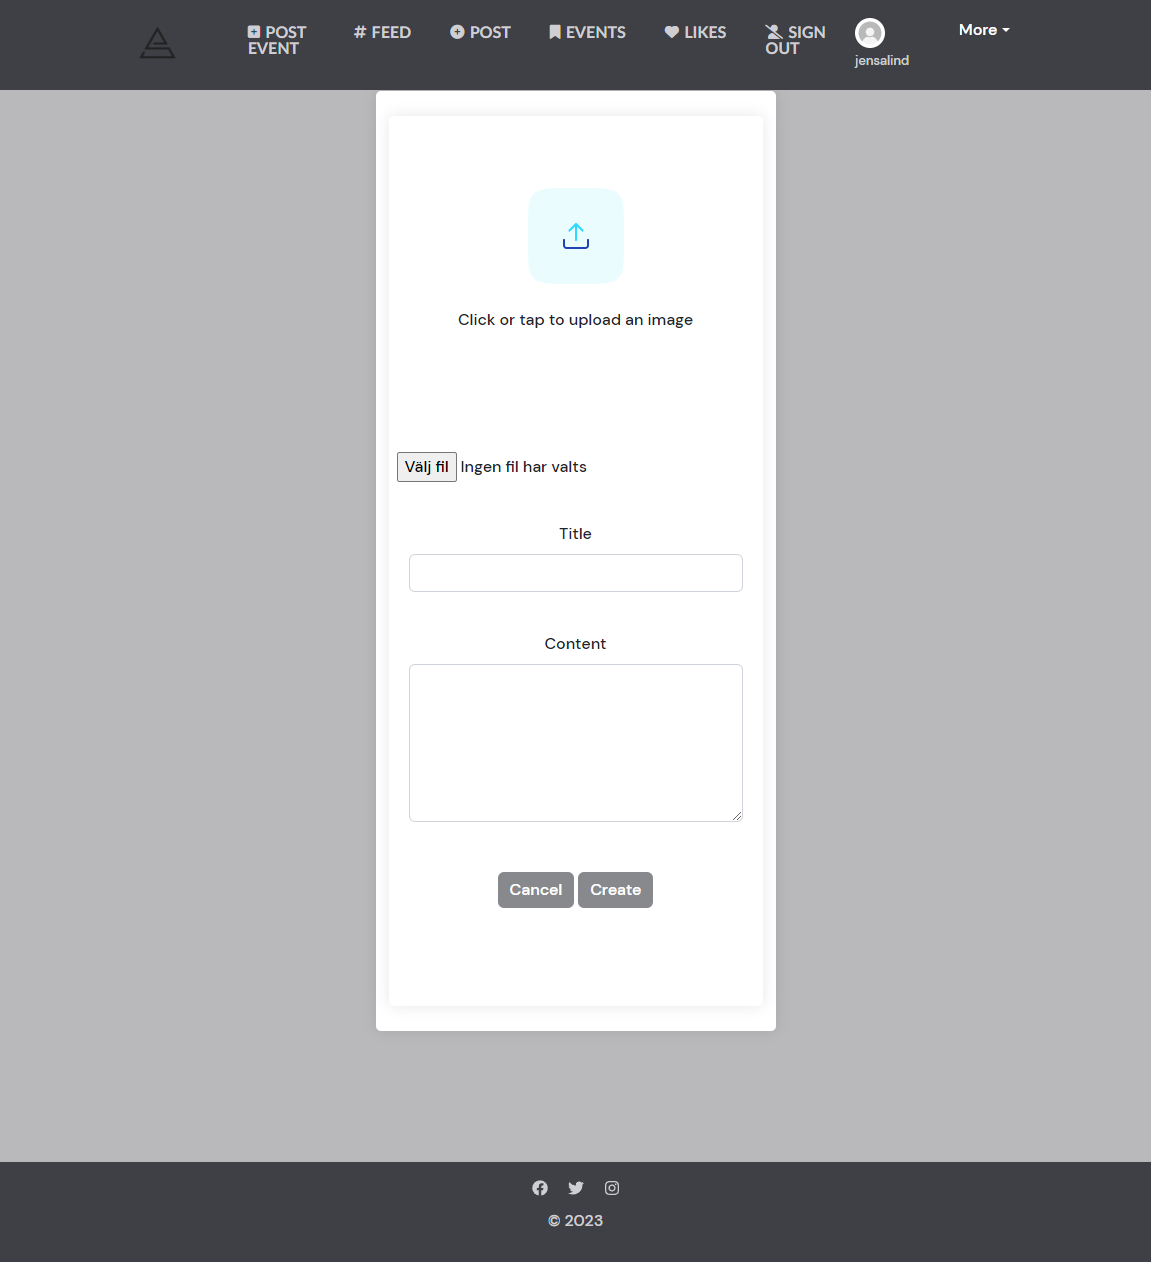 POST EVENT
FEED
POST
EVENTS
LIKES
SIGN OUT
jensalind
More
Click or tap to upload an image
Välj fil Ingen fil har valts
Title
Content
Cancel Create
© 2023